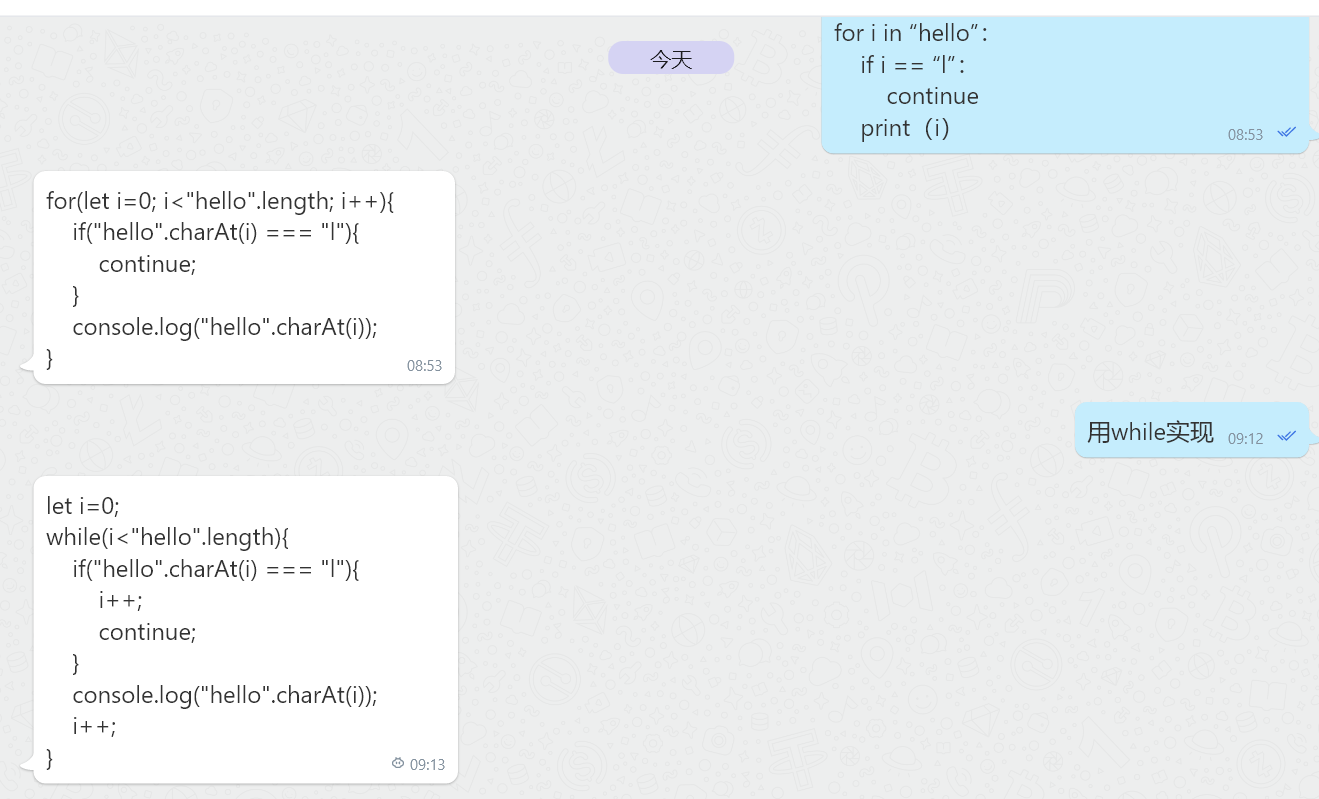 今天
for i in “hello”：
    if i == “l”：
        continue
    print（i）
08:53
for(let i=0; i<"hello".length; i++){
    if("hello".charAt(i) === "l"){
        continue;
    }
    console.log("hello".charAt(i));
}
08:53
用while实现
09:12
let i=0;
while(i<"hello".length){
    if("hello".charAt(i) === "l"){
        i++;
        continue;
    }
    console.log("hello".charAt(i));
    i++;
}
09:13